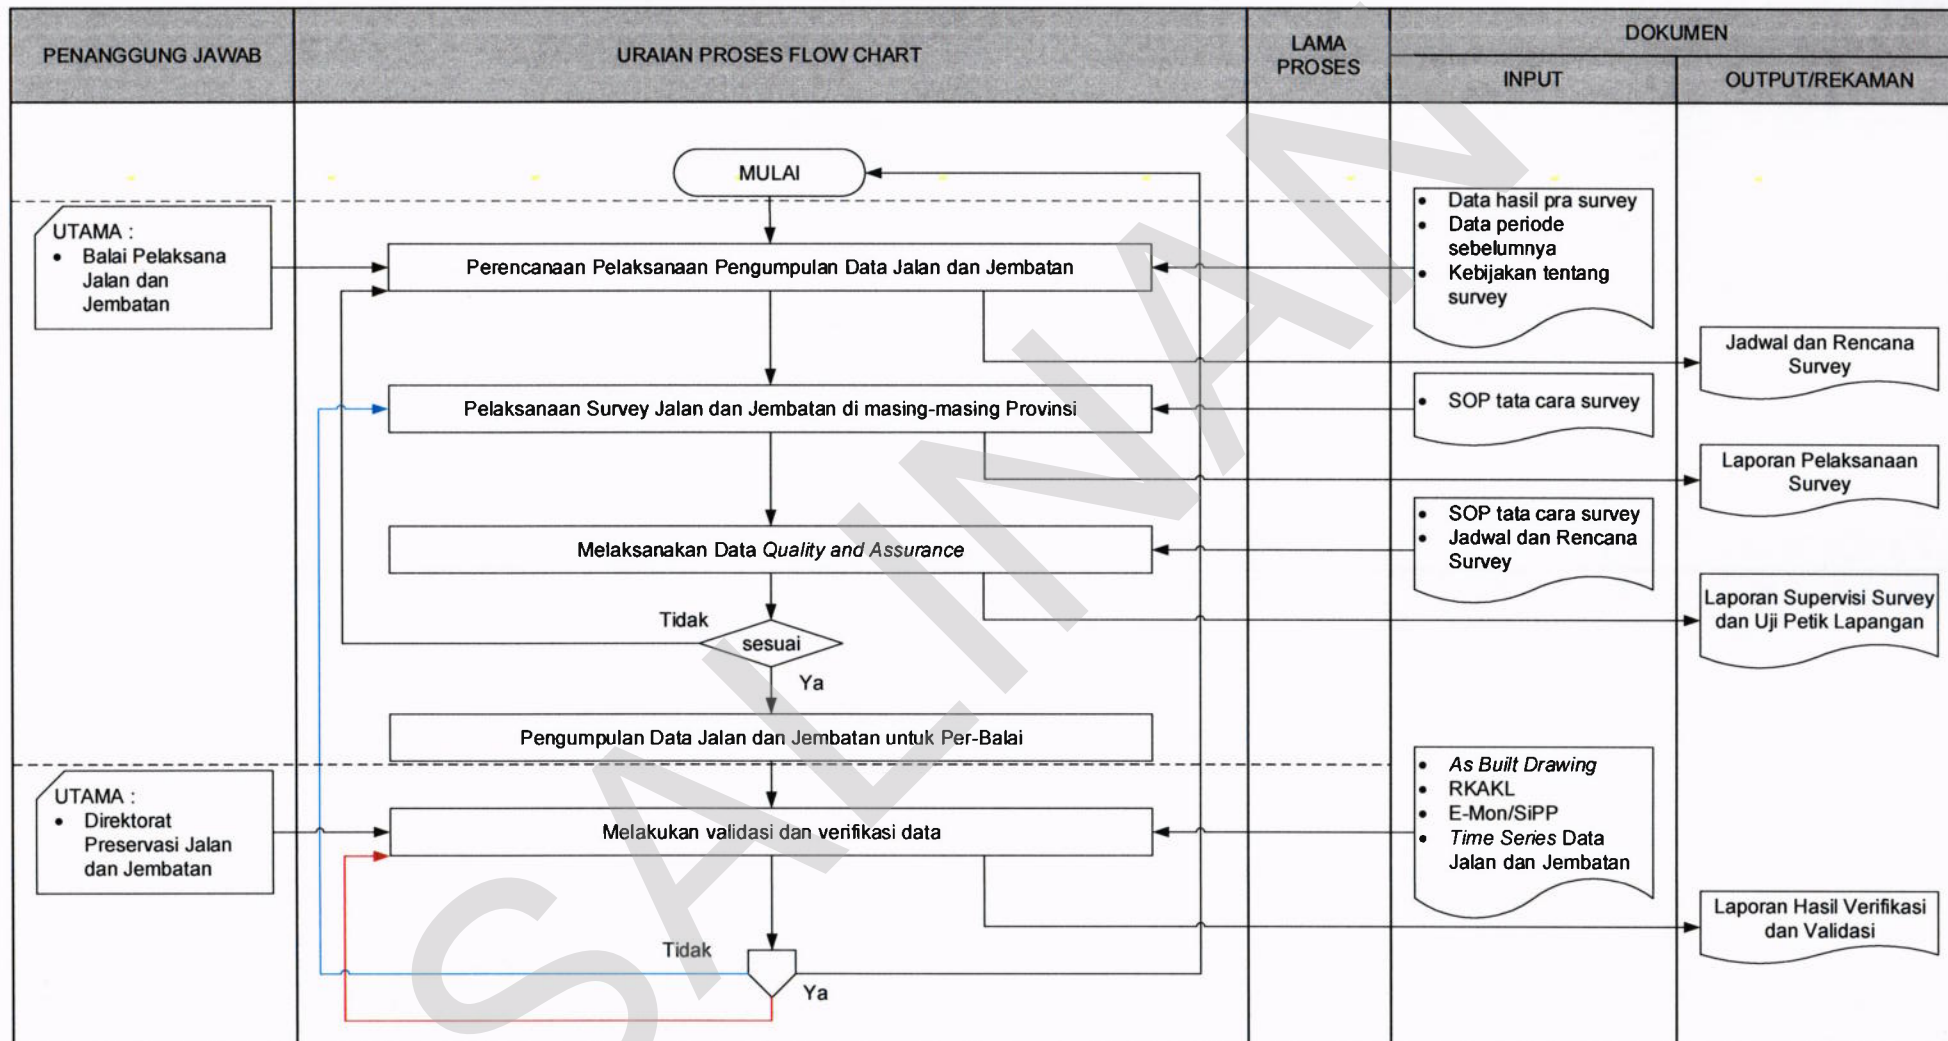 PENANGGUNG JAWAB
URAIAN PROSES FLOW CHART
LAMA
PROSES
DOKUMEN
INPUT
OUTPUT/REKAMAN
MULAI
UTAMA :
• Balai Pelaksana
Jalan dan
Jembatan
Perencanaan Pelaksanaan Pengumpulan Data Jalan dan Jembatan
• Data hasil pra survey
• Data periode
sebelumnya
• Kebijakan tentang
survey
Jadwal dan Rencana
Survey
Pelaksanaan Survey Jalan dan Jembatan di masing-masing Provinsi
• SOP tata cara survey
Laporan Pelaksanaan
Survey
Melaksanakan Data Quality and Assurance
• SOP tata cara survey
• Jadwal dan Rencana
Survey
Laporan Supervisi Survey
dan Uji Petik Lapangan
Tidak
sesuai
Ya
Pengumpulan Data Jalan dan Jembatan untuk Per-Balai
UTAMA :
• Direktorat
Preservasi Jalan
dan Jembatan
Melakukan validasi dan verifikasi data
• As Built Drawing
• RKAKL
• E-Mon/SiPP
• Time Series Data
Jalan dan Jembatan
Laporan Hasil Verifikasi
dan Validasi
Tidak
Ya
SALINAN